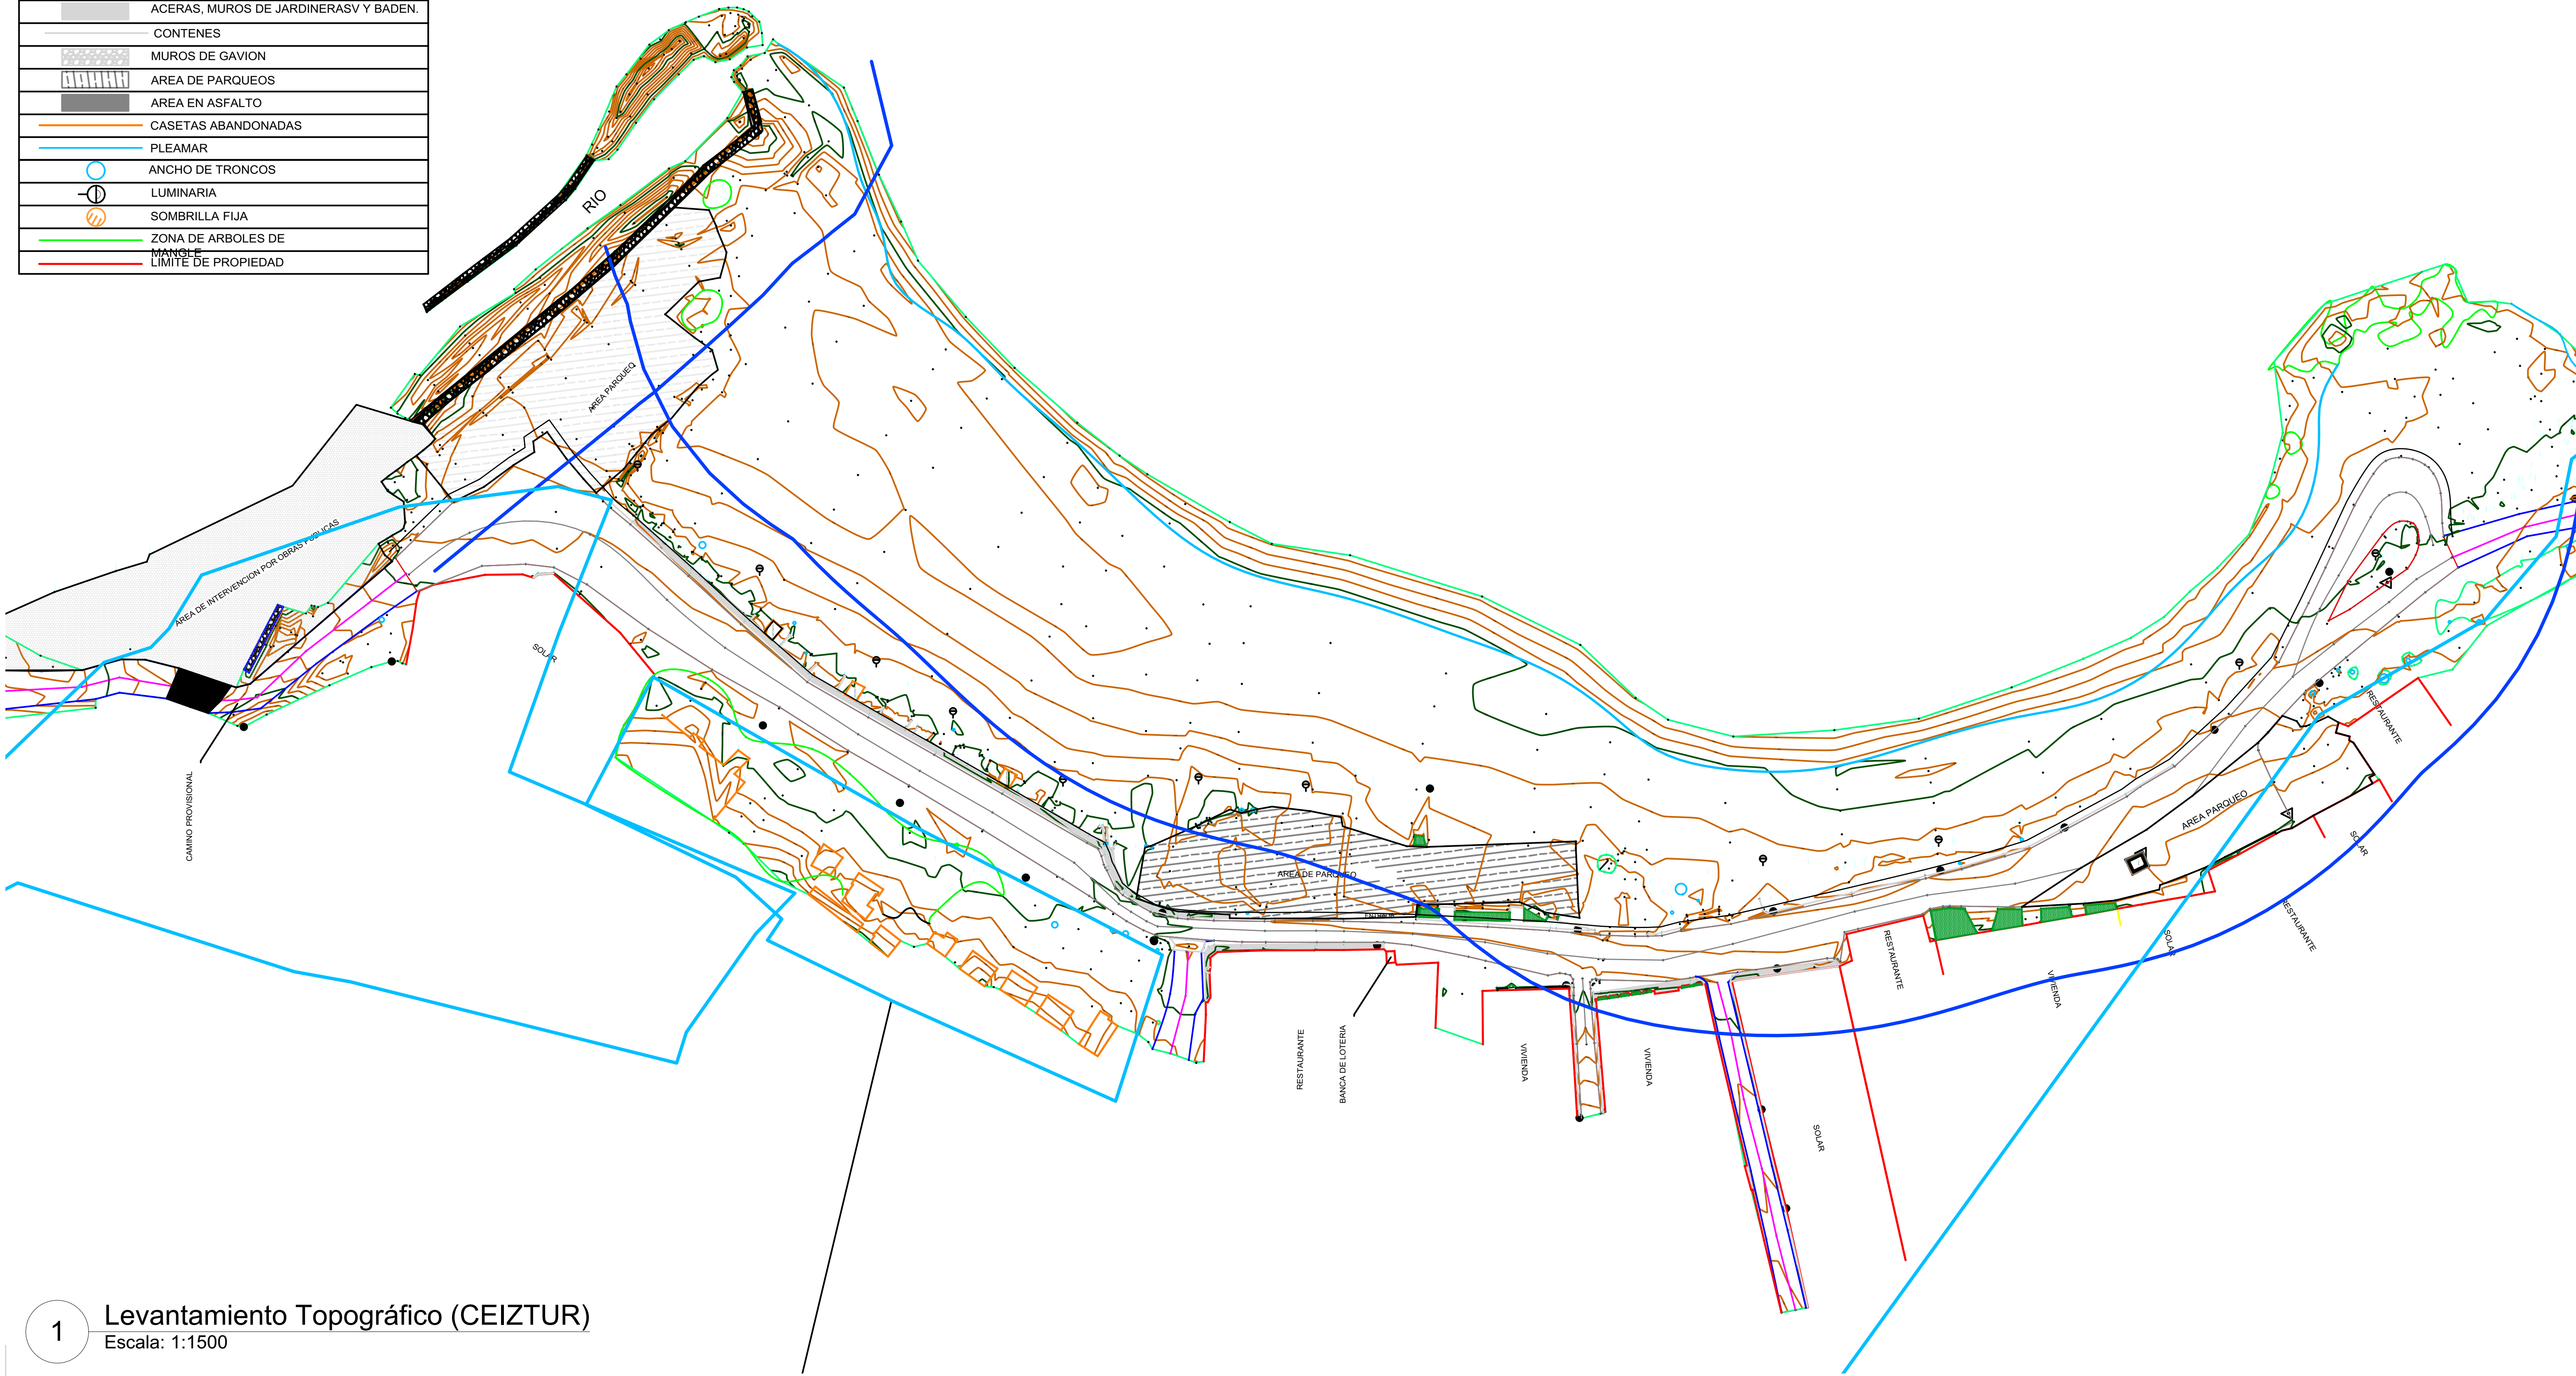 ACERAS, MUROS DE JARDINERASV Y BADEN.
CONTENES
MUROS DE GAVION
AREA DE PARQUEOS
AREA EN ASFALTO
CASETAS ABANDONADAS
PLEAMAR
ANCHO DE TRONCOS
LUMINARIA
SOMBRILLA FIJA
ZONA DE ARBOLES DE
MANGLE
LIMITE DE PROPIEDAD
RIO
AREA PARQUEO
AREA DE INTERVENCION POR OBRAS PUBLICAS
SOLAR
CAMINO PROVISIONAL
AREA DE PARQUEO
RESTAURANTE
BANCA DE LOTERIA
VIVIENDA
VIVIENDA
SOLAR
RESTAURANTE
VIVIENDA
SOLAR
RESTAURANTE
SOLAR
AREA PARQUEO
RESTAURANTE
1
Levantamiento Topográfico (CEIZTUR)
Escala: 1:1500